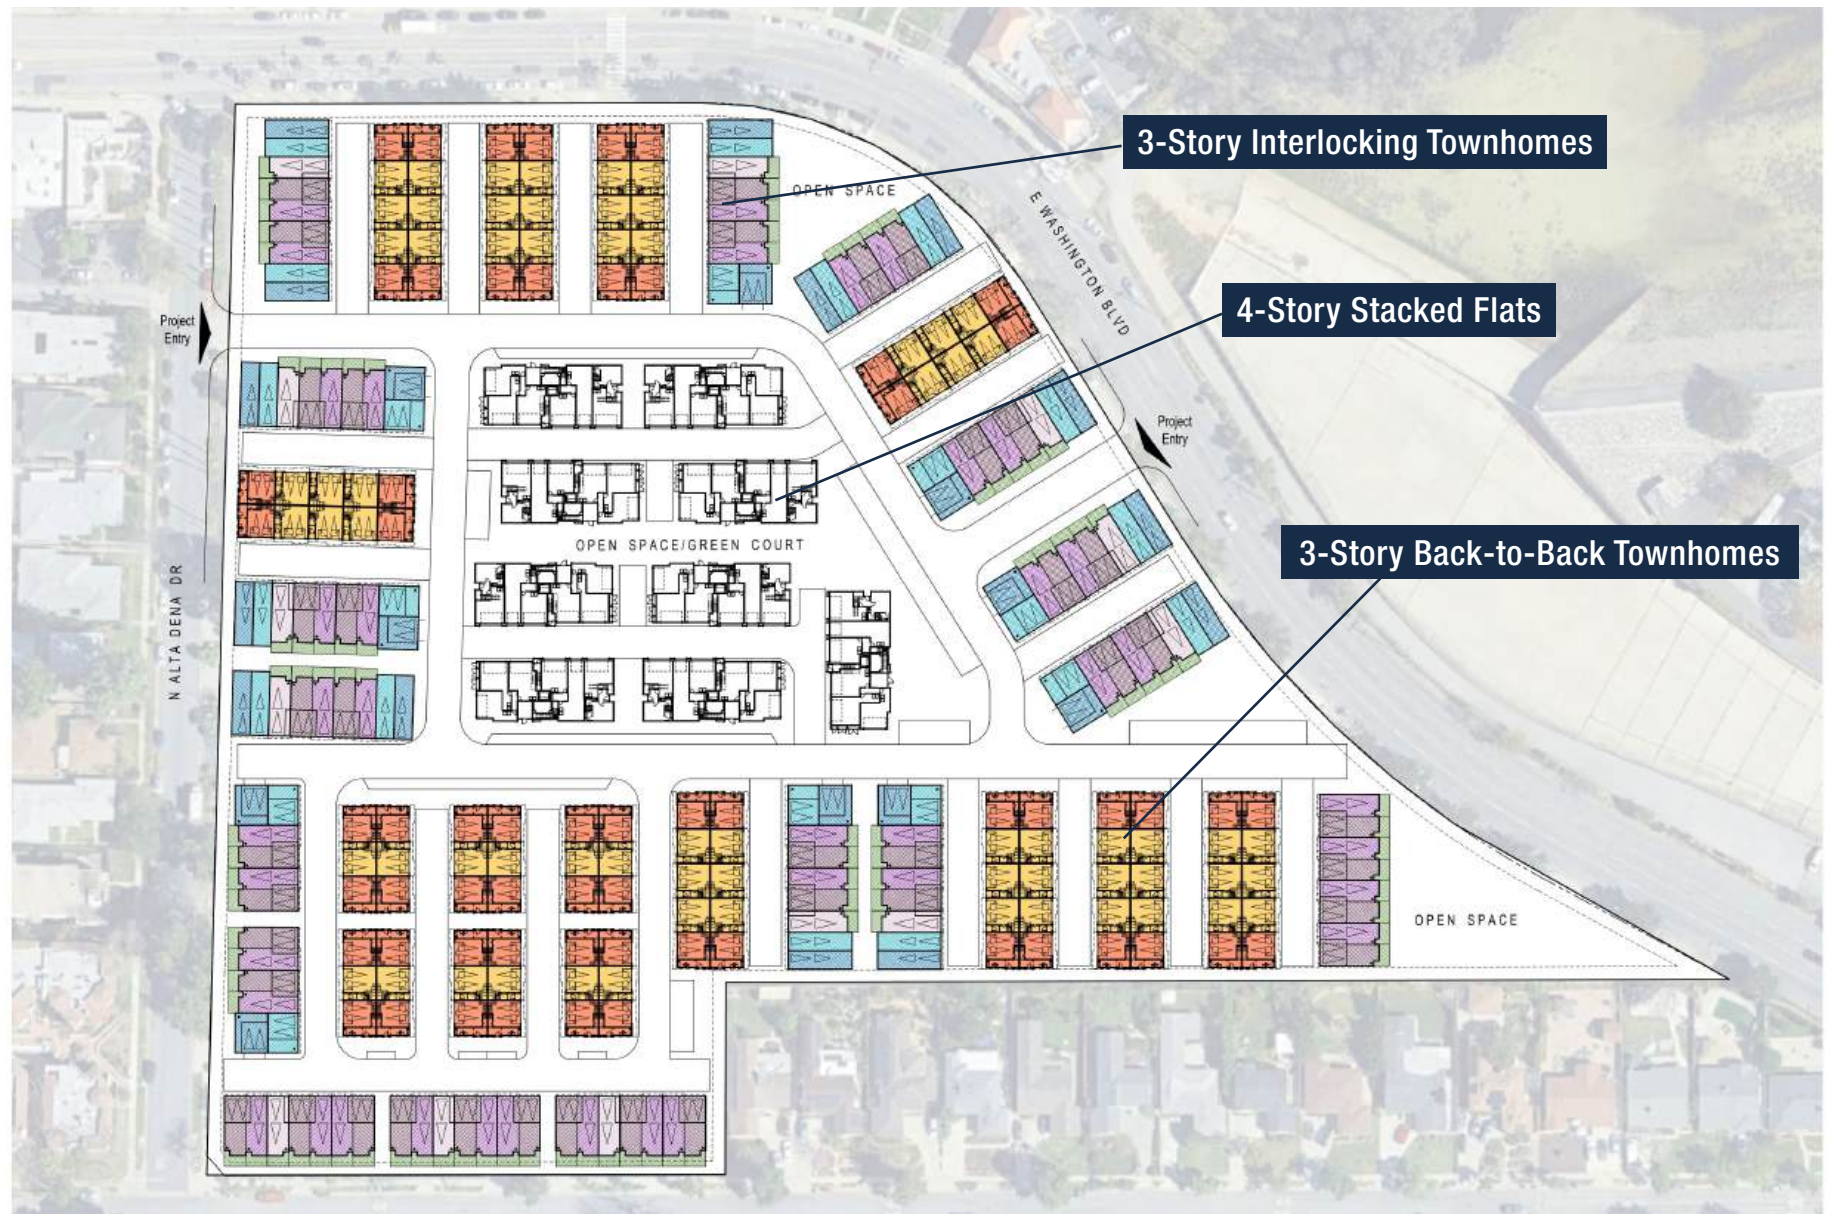 3-Story Interlocking Townhomes
OPEN SPACE
E WASHINGTON BLVD
4-Story Stacked Flats
Project
Entry
Project
Entry
3-Story Back-to-Back Townhomes
OPEN SPACE/GREEN COURT
N ALTA DENA DR
OPEN SPACE